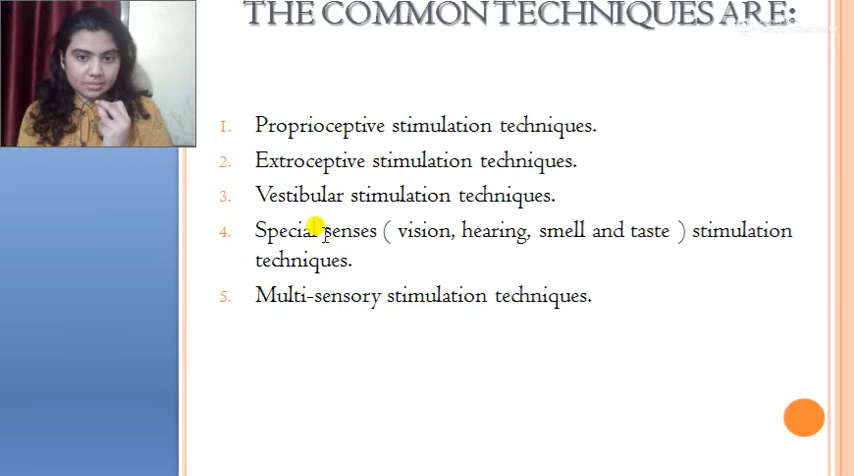 THE COMMON TECHNIQUES ARE:
1. Proprioceptive stimulation techniques.
2. Extroceptive stimulation techniques.
3. Vestibular stimulation techniques.
4. Special senses ( vision, hearing, smell and taste ) stimulation
techniques.
5. Multi-sensory stimulation techniques.